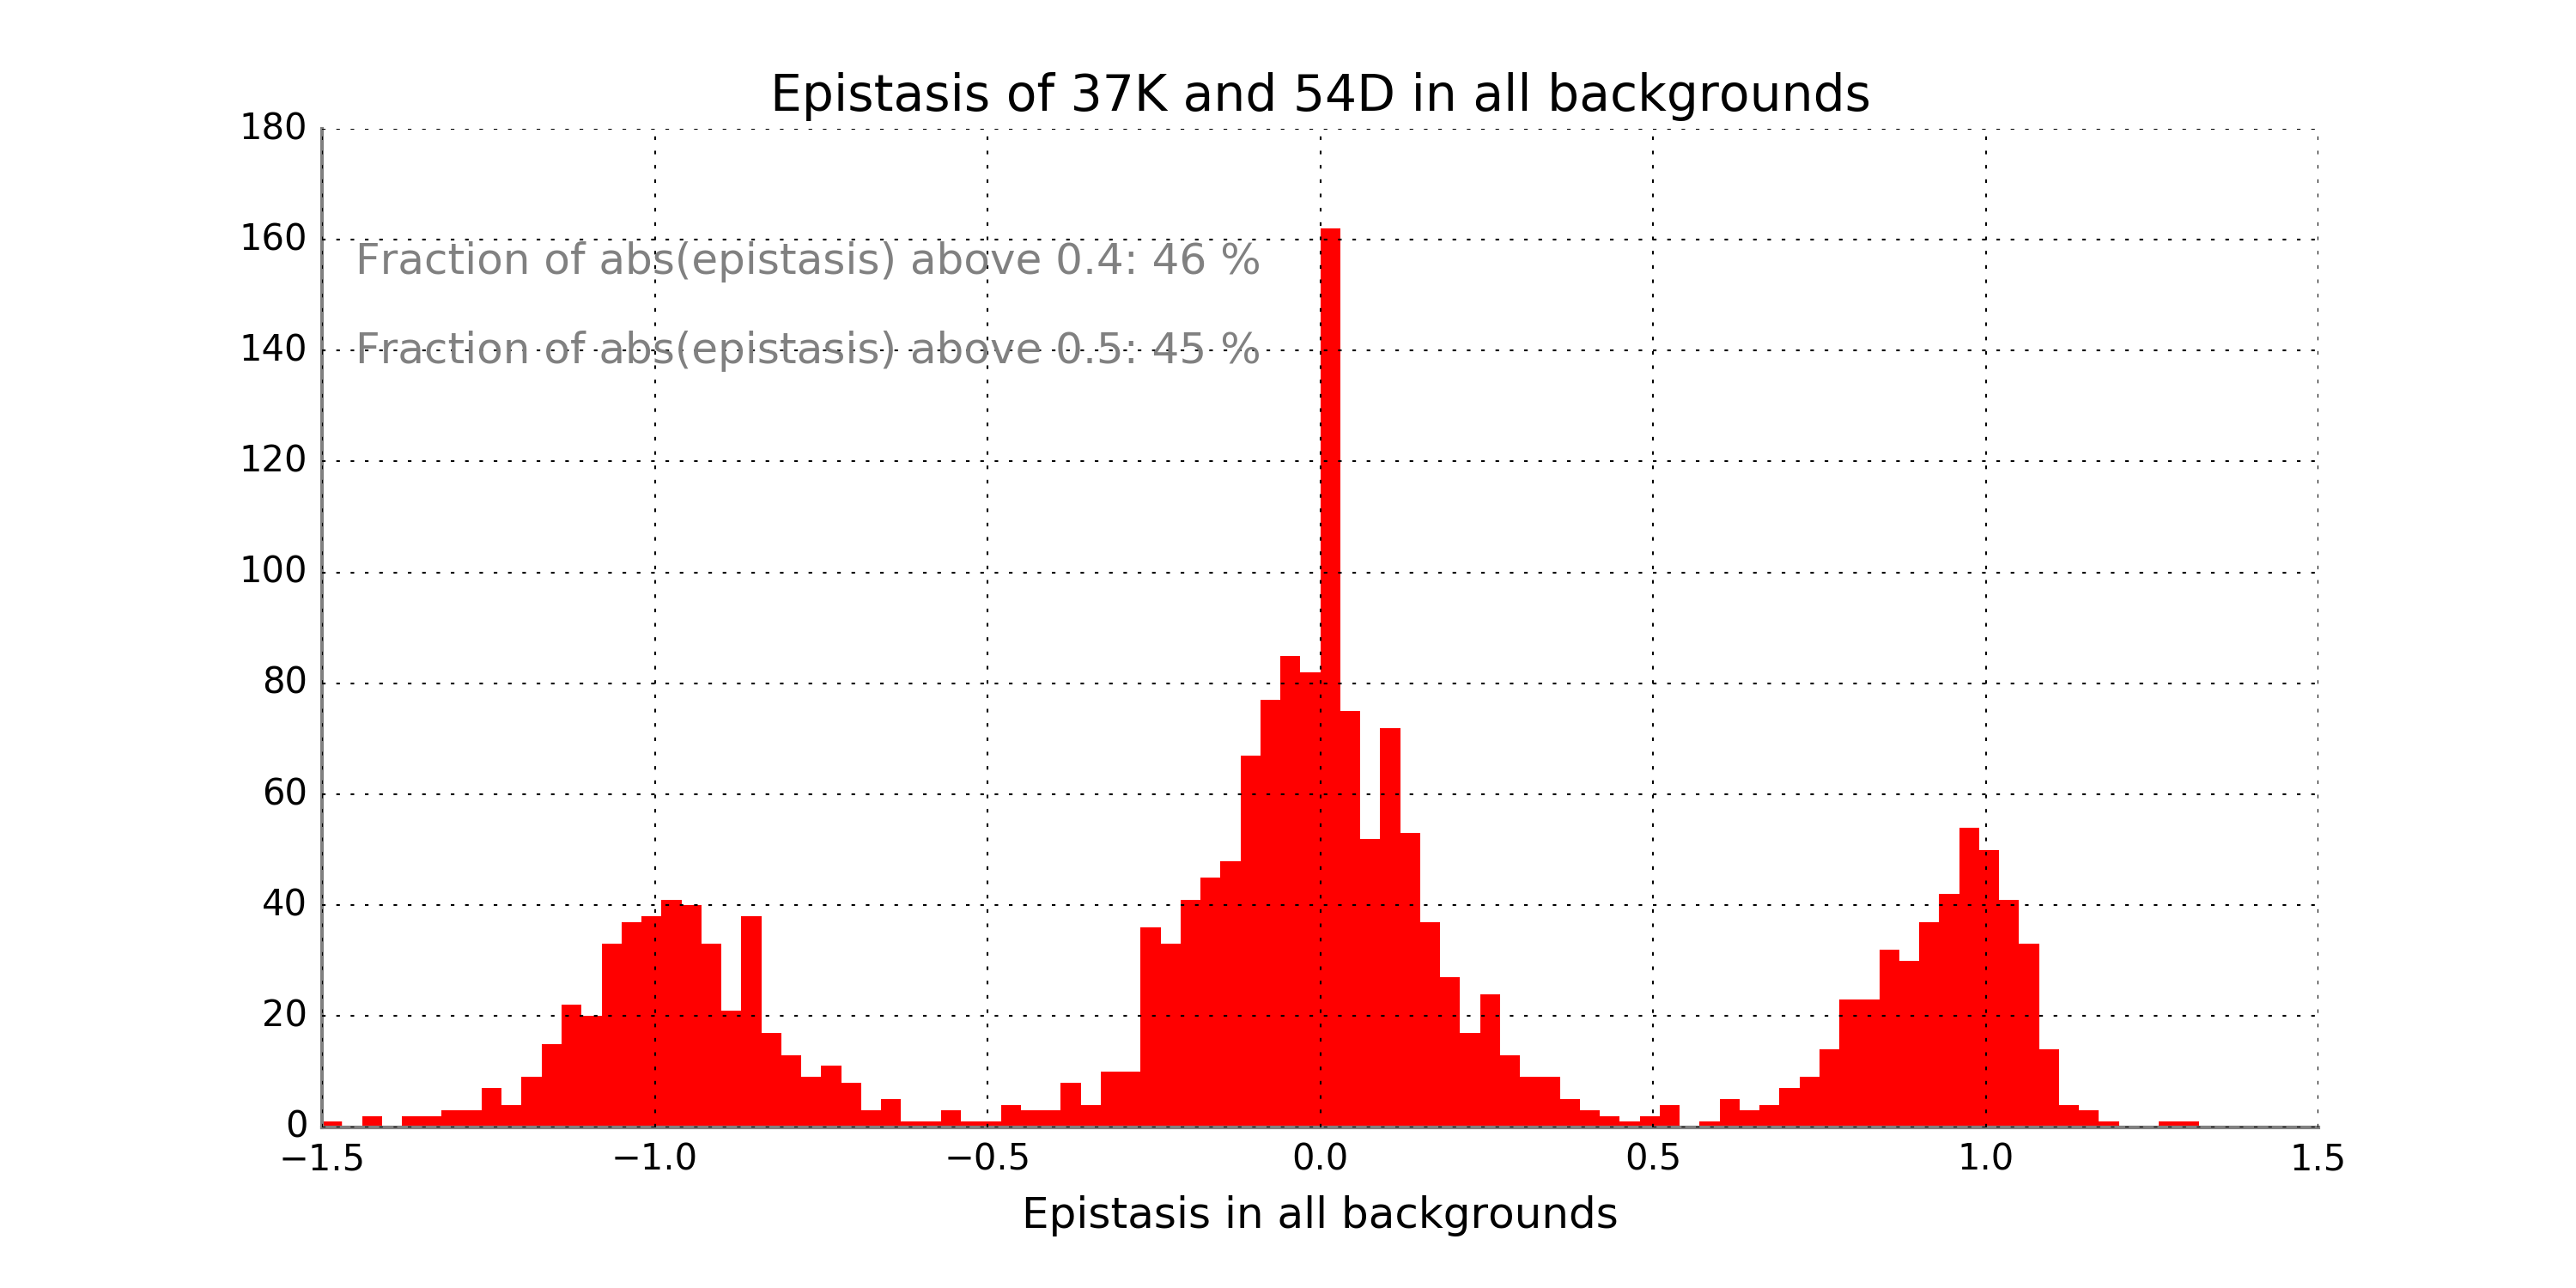 Epistasis of 37K and 54D in all backgrounds
180
160
Fraction of abs(epistasis) above 0.4: 46 %
140
Fraction of abs(epistasis) above 0.5: 45 %
120
100
80
60
40
20
0
−1.5 −1.0 −0.5 0.0 0.5 1.0 1.5
Epistasis in all backgrounds